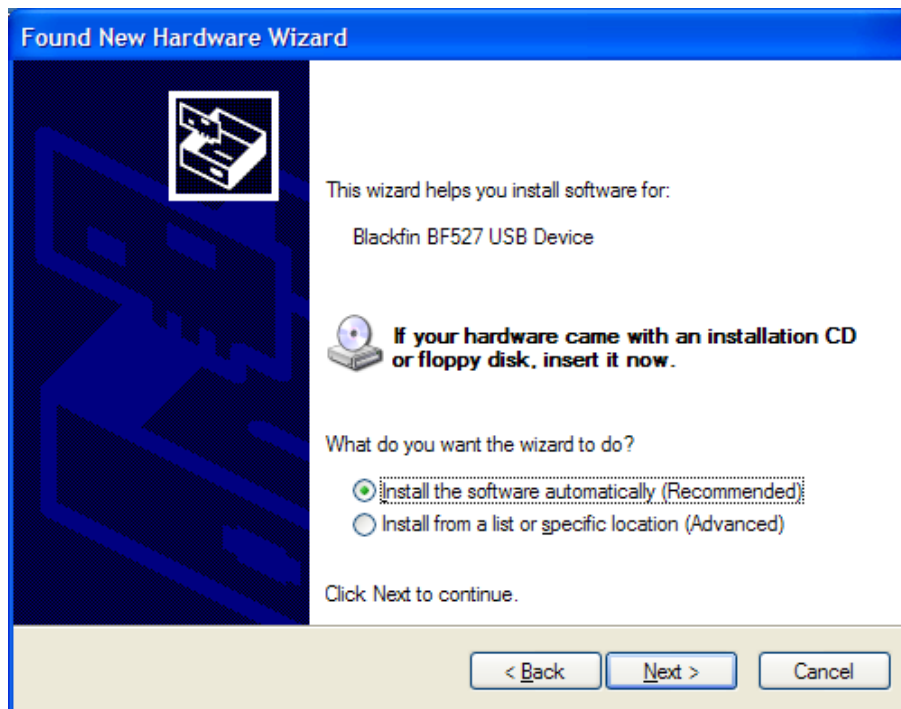 Found New Hardware Wizard
This wizard helps you install software for:
Blackfin BF527 USB Device
If your hardware came with an installation CD
or floppy disk, insert it now.
What do you want the wizard to do?
Install the software automatically (Recommended)
Install from a list or specific location (Advanced)
Click Next to continue.
< Back Next > Cancel